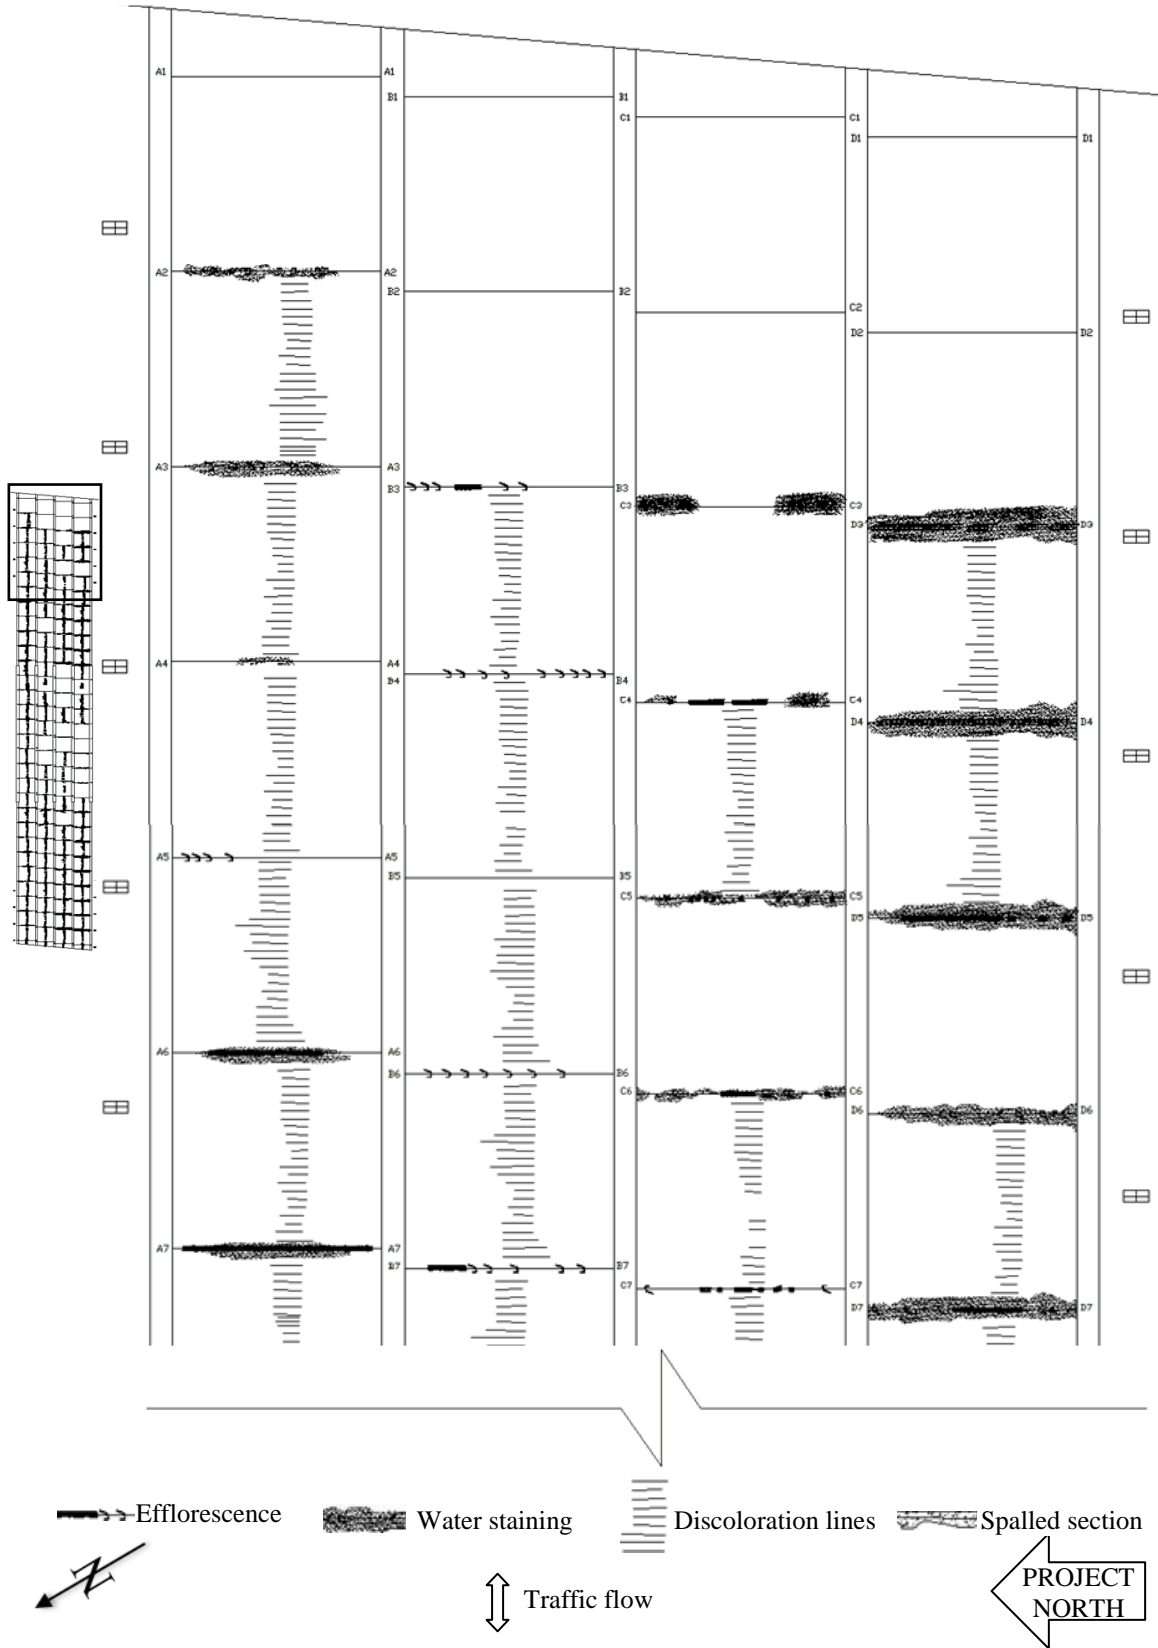 A1 A1
B1 B1
C1 C1
D1 D1
A2 A2
B2 B2
C2
D2 D2
A3 A3
B3 B3
C3 C3
D3 D3
A4 A4
B4 B4
C4 C4
D4 D4
A5 A5
B5 B5
C5 C5
D5 D5
A6 A6
B6 B6
C6 C6
D6 D6
A7 A7
B7 B7
C7 C7
D7 D7
Efflorescence Water staining Discoloration lines Spalled section
N
Traffic flow
PROJECT
NORTH